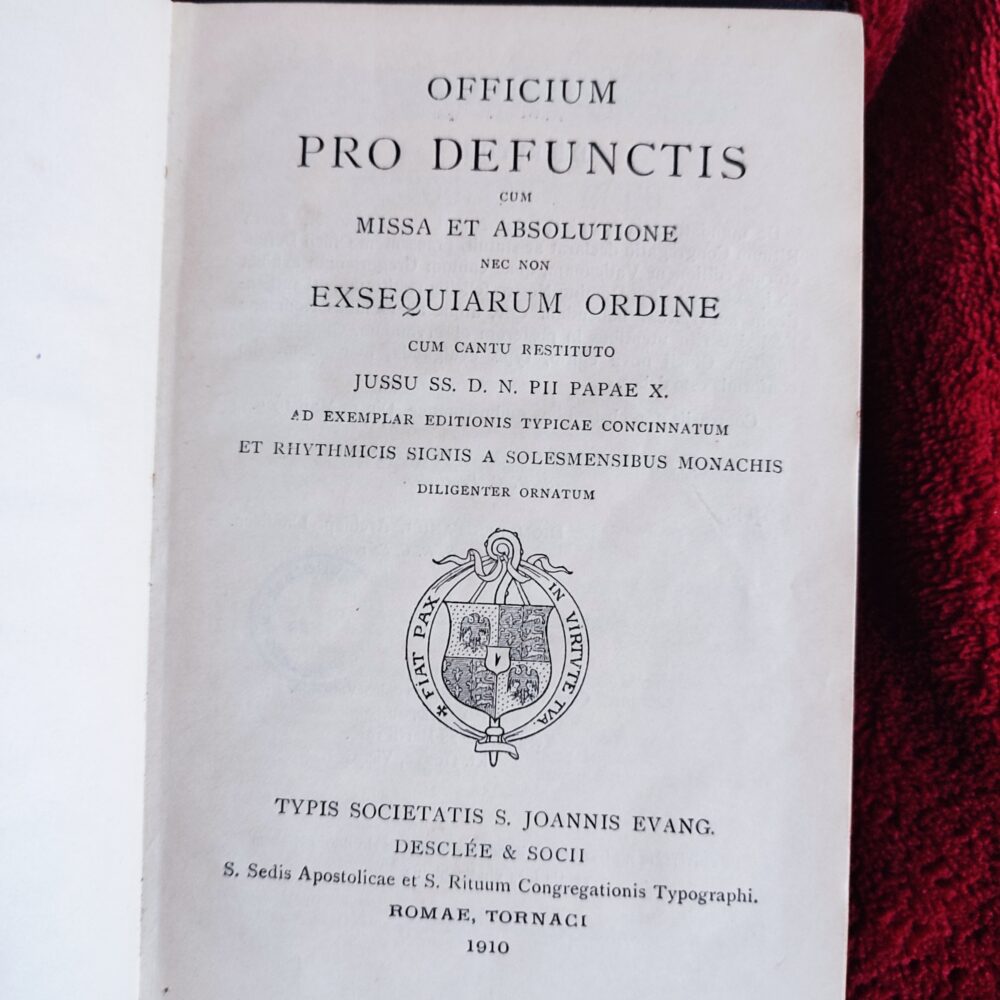 OFFICIUM
PRO DEFUNCTIS
CUM
MISSA ET ABSOLUTIONE
NEC NON
EXSEQUIARUM ORDINE
CUM CANTU RESTITUTO
JUSSU SS. D. N. PII PAPAE X.
AD EXEMPLAR EDITIONIS TYPICAE CONCINNATUM
ET RHYTHMICIS SIGNIS A SOLESMENSIBUS MONACHIS
DILIGENTER ORNATUM
✠ FIAT PAX
IN VIRTVTE TVA.
TYPIS SOCIETATIS S. JOANNIS EVANG.
DESCLÉE & SOCII
S. Sedis Apostolicae et S. Rituum Congregationis Typographi.
ROMAE, TORNACI
1910